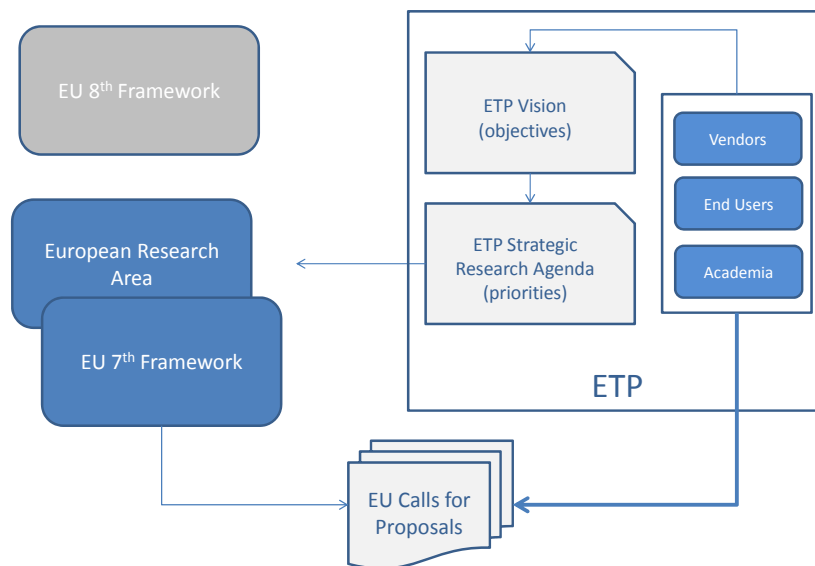 EU 8th Framework
ETP Vision
(objectives)
Vendors
End Users
Academia
European Research
Area
ETP Strategic
Research Agenda
(priorities)
EU 7th Framework
ETP
EU Calls for
Proposals